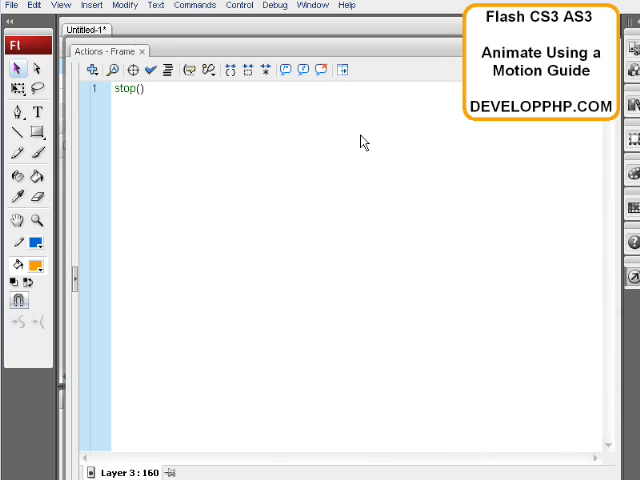 File Edit View Insert Modify Text Commands Control Debug Window Help
Flash CS3 AS3
Animate Using a
Motion Guide
DEVELOPPHP.COM
Fl
Untitled-1*
Actions - Frame
1 stop()
Layer 3 : 160